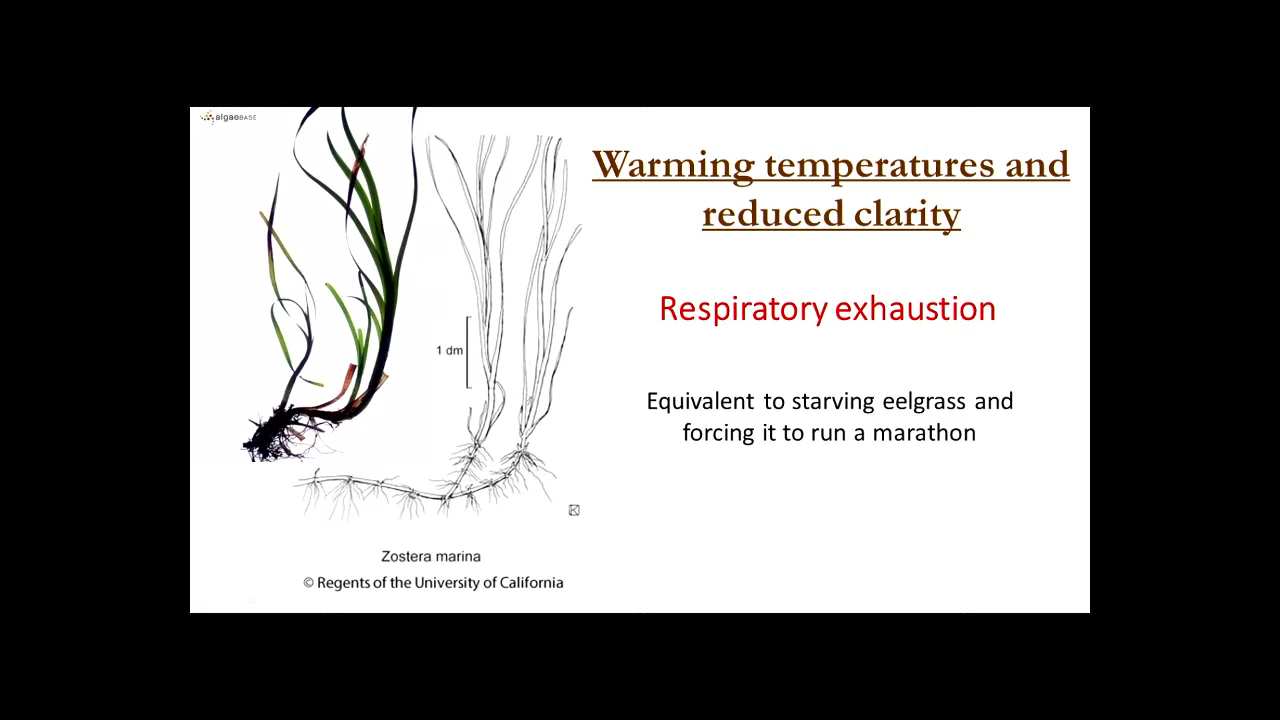 algaeBASE
Warming temperatures and
reduced clarity
Respiratory exhaustion
1 dm
Equivalent to starving eelgrass and
forcing it to run a marathon
Zostera marina
© Regents of the University of California